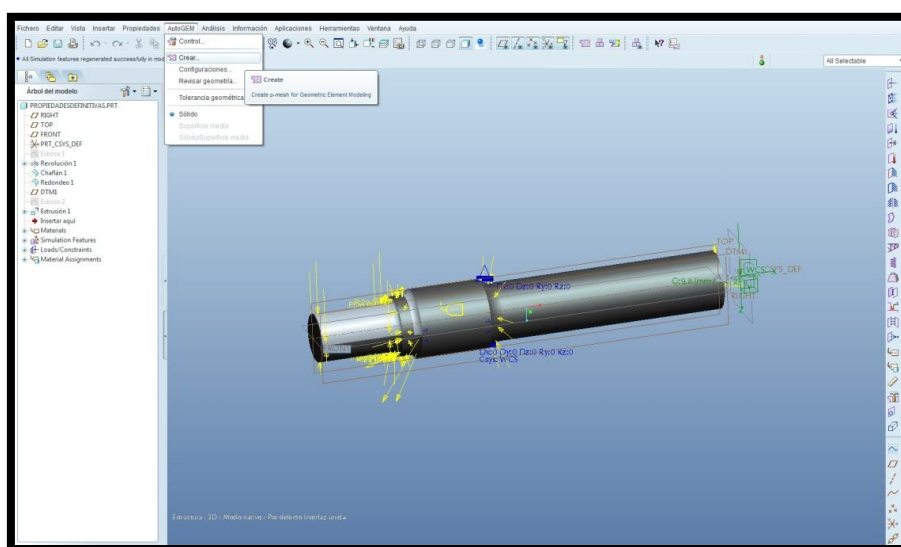 Fichero Editar Vista Insertar Propiedades AutoGEM Análisis Información Aplicaciones Herramientas Ventana Ayuda
All Simulation features regenerated successfully in mod
All Selectable
Control...
Crear...
Configuraciones...
Revisar geometría...
Tolerancia geométrica
Sólido
Superficie media
Sólido/Superficie media
Create
Create p-mesh for Geometric Element Modeling
Árbol del modelo
PROPIEDADESDEFINITIVAS.PRT
RIGHT
TOP
FRONT
PRT_CSYS_DEF
Esbozo 1
Revolución 1
Chaflán 1
Redondeo 1
DTM1
Esbozo 2
Extrusión 1
Insertar aquí
Materials
Simulation Features
Loads/Constraints
Material Assignments
TOP
DTM1
WCS
RIGHT
Z
Dz:0 Ry:0 Rz:0
Dy:0 Dz:0 Ry:0 Rz:0
Csys: WCS
Estructura : 3D : Modo nativo : Por defecto Interfaz unida